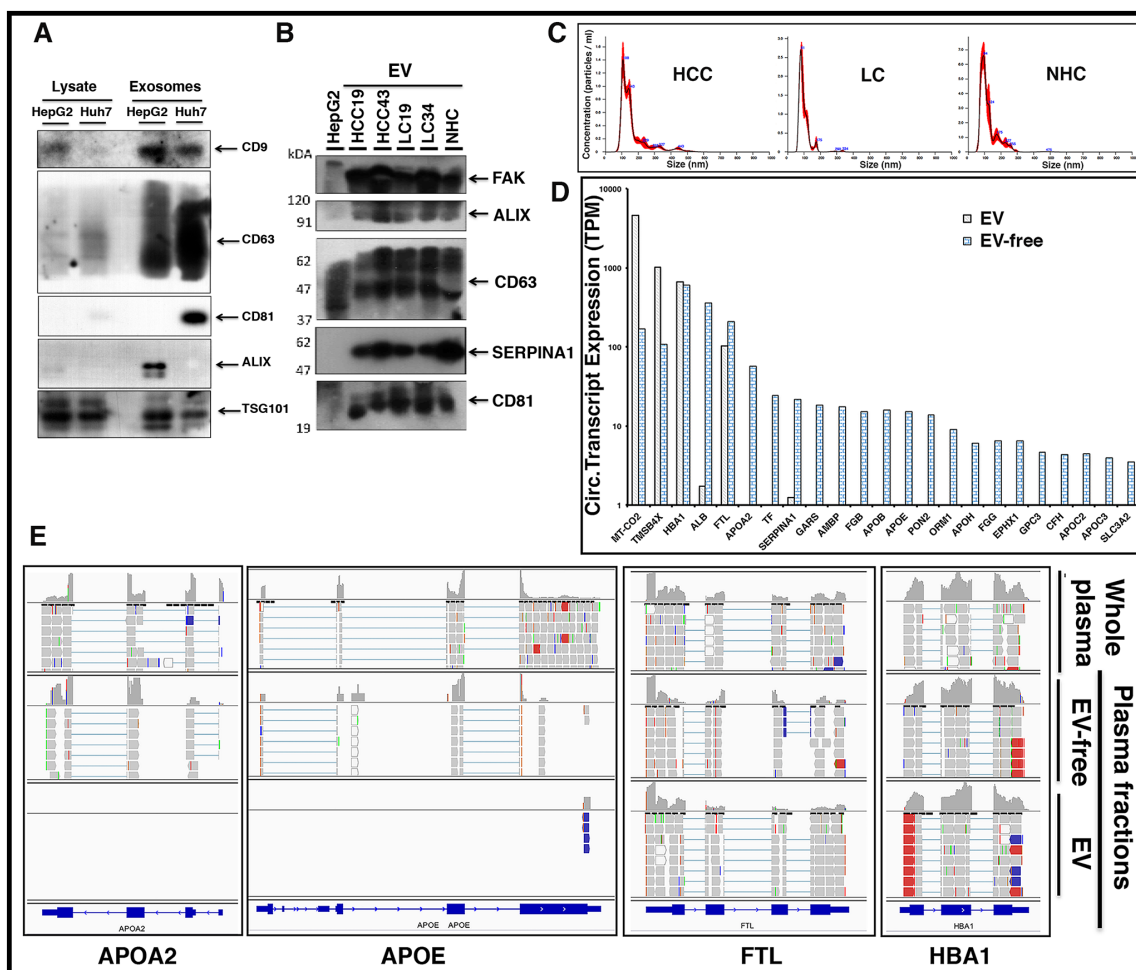 A
Lysate Exosomes
HepG2 Huh7 HepG2 Huh7
CD9
CD63
CD81
ALIX
TSG101
B
EV
HepG2
HCC19
HCC43
LC19
LC34
NHC
kDA
FAK
120
ALIX
91
62
CD63
47
37
62
SERPINA1
47
CD81
19
C
Concentration (particles / ml)
HCC
LC
NHC
Size (nm)
Size (nm)
Size (nm)
D
Circ.Transcript Expression (TPM)
10000
1000
100
10
1
EV
EV-free
MT-CO2
TMSB4X
HBA1
ALB
FTL
APOA2
TF
SERPINA1
GARS
AMBP
FGB
APOB
APOE
PON2
ORM1
APOH
FGG
EPHX1
GPC3
CFH
APOC2
APOC3
SLC3A2
E
Whole plasma
Plasma fractions
EV-free
EV
APOA2
APOE APOE
FTL
HBA1
APOA2
APOE
FTL
HBA1